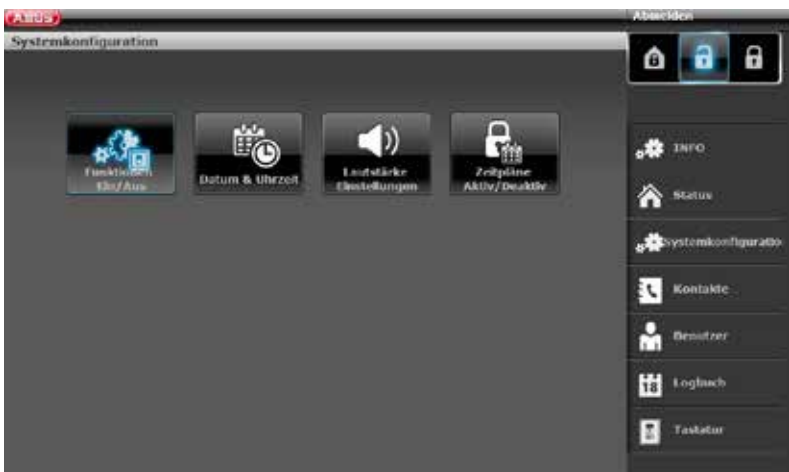 ABUS
Abmelden
Systemkonfiguration
Funktionen
Ein/Aus
Datum & Uhrzeit
Lautstärke
Einstellungen
Zeitpläne
Aktiv/Deaktiv
INFO
Status
Systemkonfiguratio
Kontakte
Benutzer
18
Logbuch
Tastatur